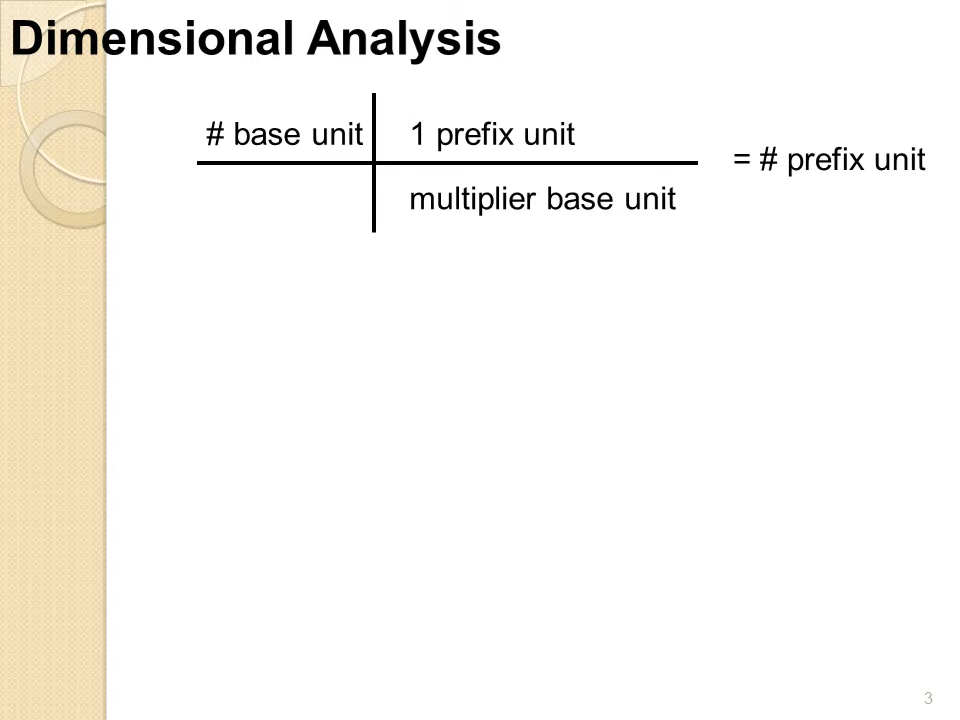 Dimensional Analysis
# base unit 1 prefix unit
= # prefix unit
multiplier base unit
3